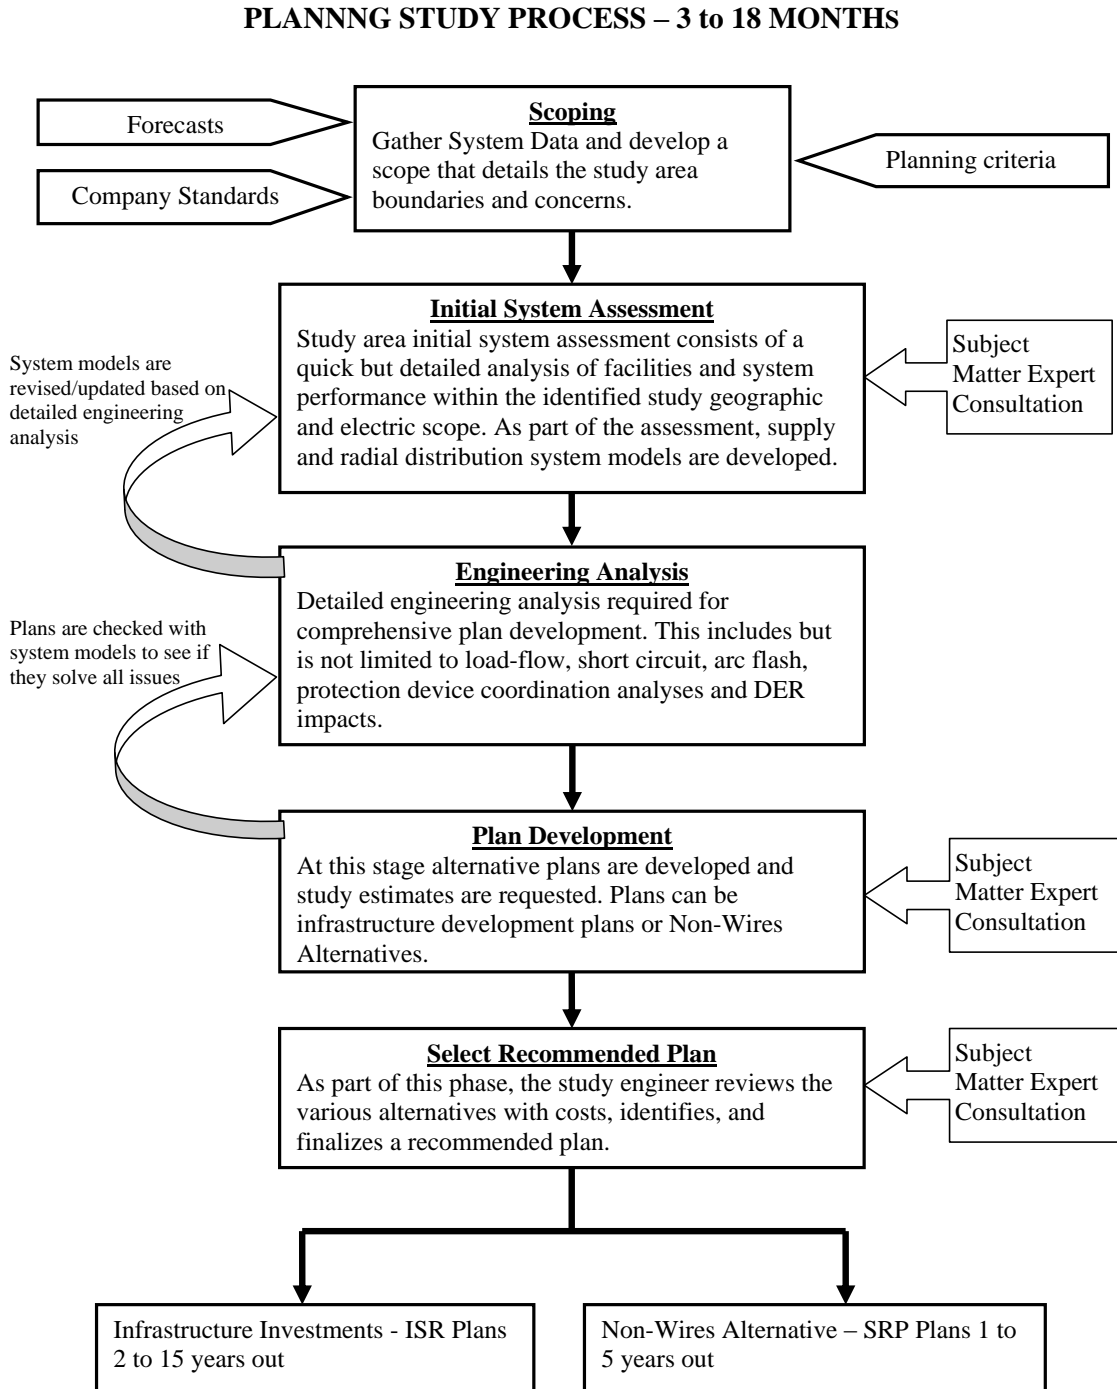 PLANNNG STUDY PROCESS – 3 to 18 MONTHS
Forecasts
Company Standards
Scoping
Gather System Data and develop a
scope that details the study area
boundaries and concerns.
Planning criteria
Initial System Assessment
Study area initial system assessment consists of a
quick but detailed analysis of facilities and system
performance within the identified study geographic
and electric scope. As part of the assessment, supply
and radial distribution system models are developed.
Subject
Matter Expert
Consultation
System models are
revised/updated based on
detailed engineering
analysis
Engineering Analysis
Detailed engineering analysis required for
comprehensive plan development. This includes but
is not limited to load-flow, short circuit, arc flash,
protection device coordination analyses and DER
impacts.
Plans are checked with
system models to see if
they solve all issues
Plan Development
At this stage alternative plans are developed and
study estimates are requested. Plans can be
infrastructure development plans or Non-Wires
Alternatives.
Subject
Matter Expert
Consultation
Select Recommended Plan
As part of this phase, the study engineer reviews the
various alternatives with costs, identifies, and
finalizes a recommended plan.
Subject
Matter Expert
Consultation
Infrastructure Investments - ISR Plans
2 to 15 years out
Non-Wires Alternative – SRP Plans 1 to
5 years out